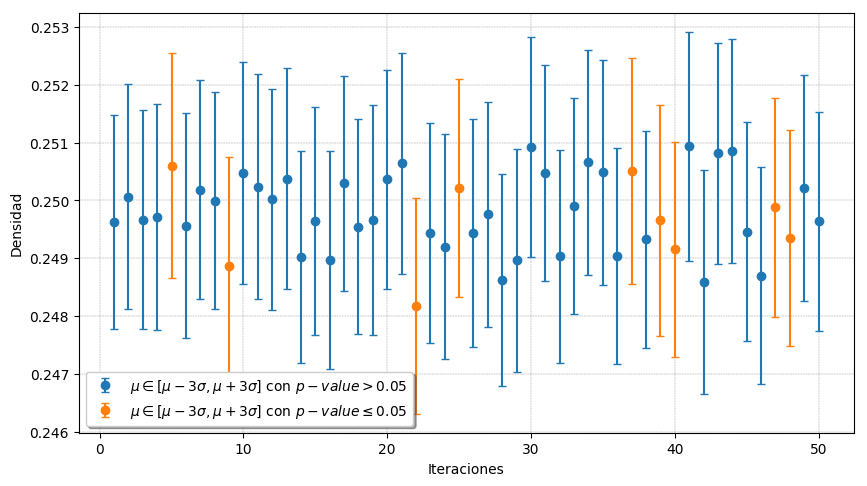 0.253
0.252
0.251
0.250
0.249
0.248
0.247
0.246
Densidad
μ ∈ [μ − 3σ, μ + 3σ] con p − value > 0.05
μ ∈ [μ − 3σ, μ + 3σ] con p − value ≤ 0.05
0 10 20 30 40 50
Iteraciones